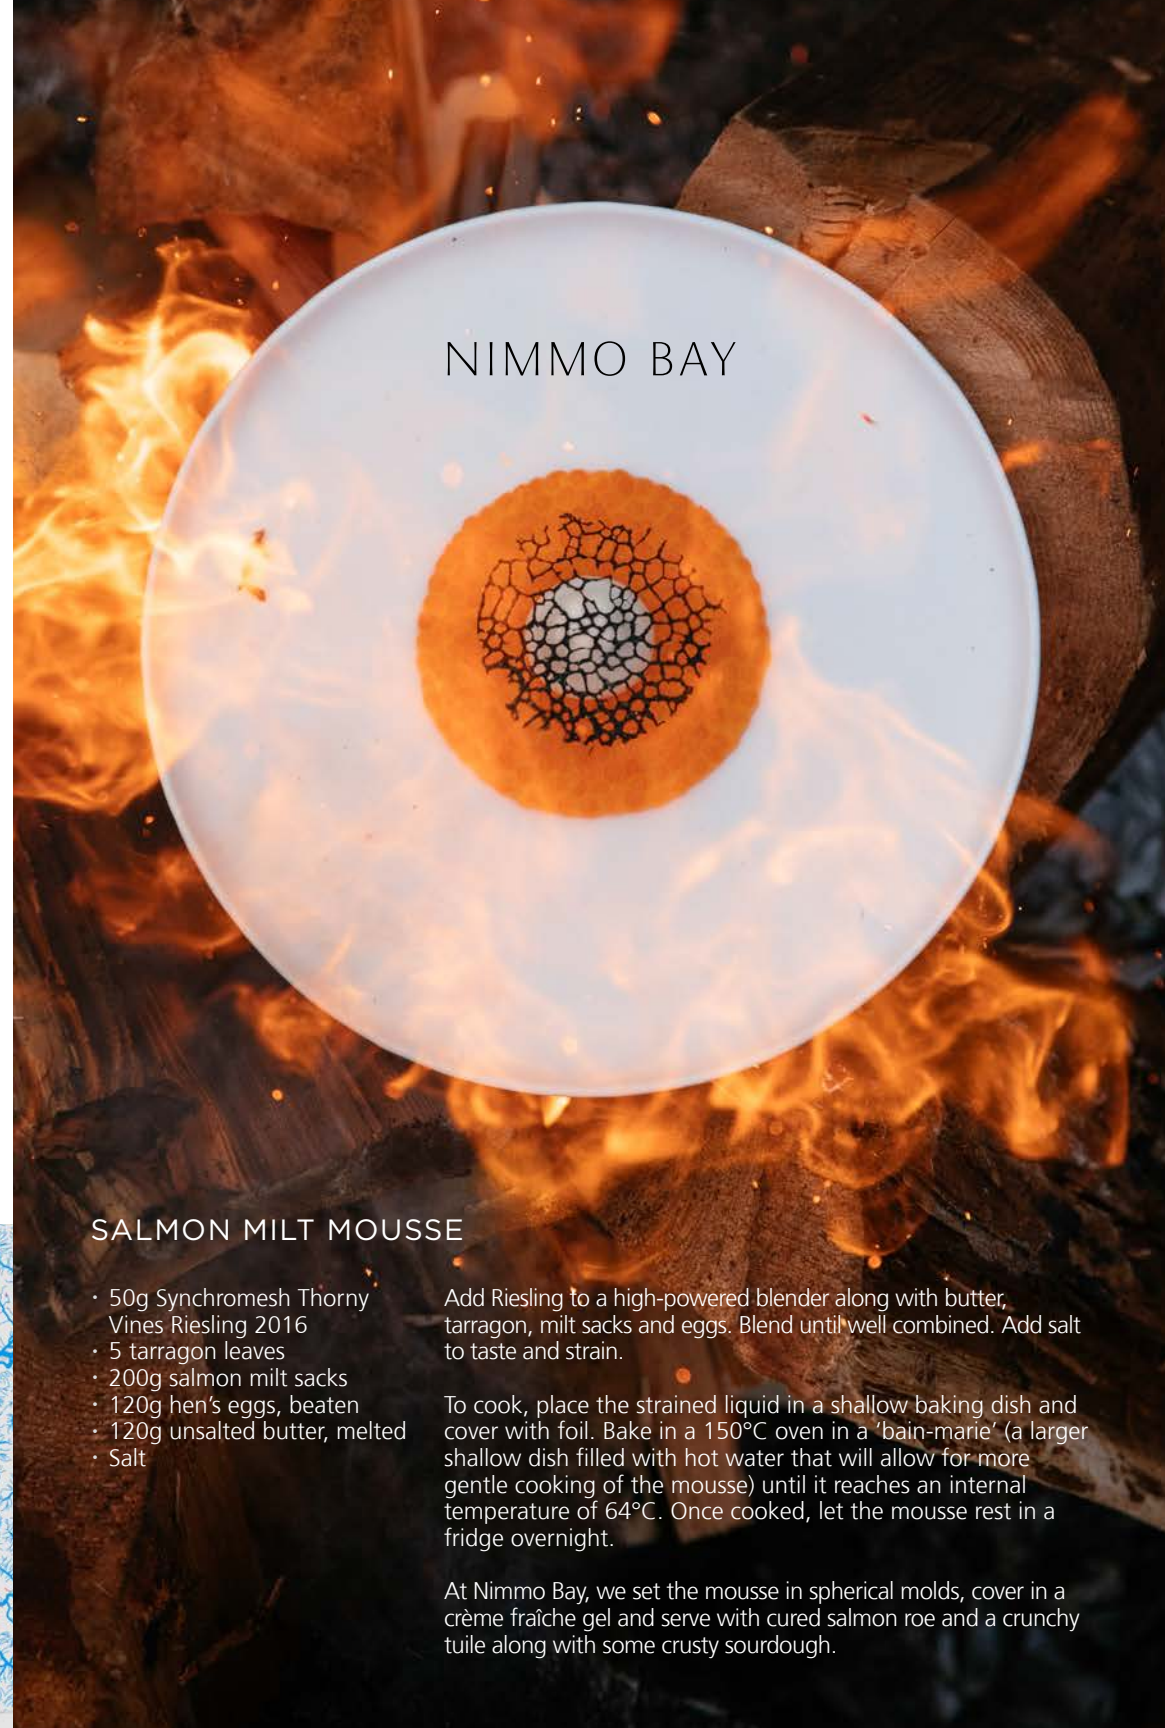 NIMMO BAY
SALMON MILT MOUSSE
· 50g Synchromesh Thorny
Vines Riesling 2016
· 5 tarragon leaves
· 200g salmon milt sacks
· 120g hen’s eggs, beaten
· 120g unsalted butter, melted
· Salt
Add Riesling to a high-powered blender along with butter,
tarragon, milt sacks and eggs. Blend until well combined. Add salt
to taste and strain.
To cook, place the strained liquid in a shallow baking dish and
cover with foil. Bake in a 150°C oven in a ‘bain-marie’ (a larger
shallow dish filled with hot water that will allow for more
gentle cooking of the mousse) until it reaches an internal
temperature of 64°C. Once cooked, let the mousse rest in a
fridge overnight.
At Nimmo Bay, we set the mousse in spherical molds, cover in a
crème fraîche gel and serve with cured salmon roe and a crunchy
tuile along with some crusty sourdough.